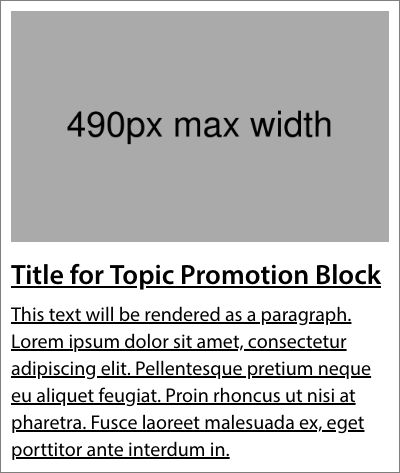 490px max width
Title for Topic Promotion Block
This text will be rendered as a paragraph.
Lorem ipsum dolor sit amet, consectetur
adipiscing elit. Pellentesque pretium neque
eu aliquet feugiat. Proin rhoncus ut nisi at
pharetra. Fusce laoreet malesuada ex, eget
porttitor ante interdum in.